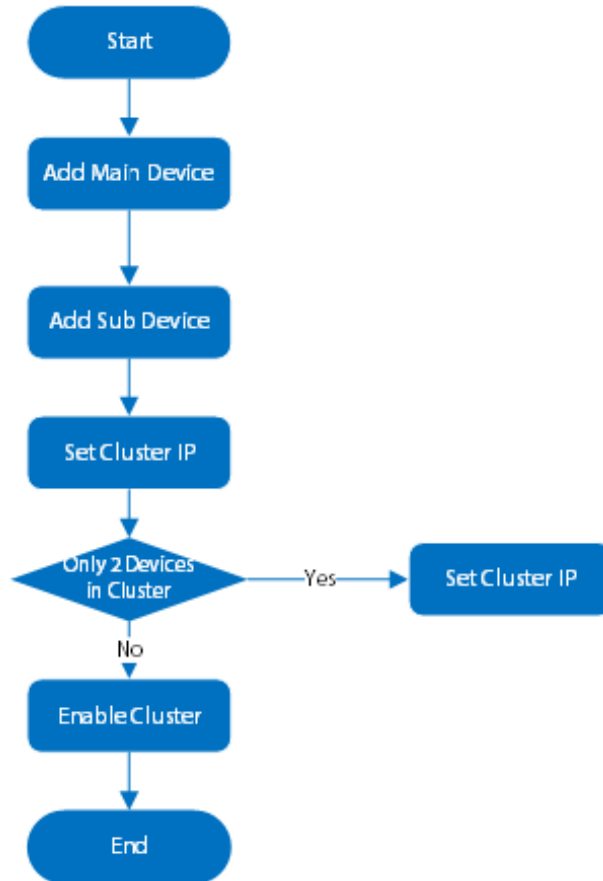 Start
Add Main Device
Add Sub Device
Set Cluster IP
Only 2 Devices
in Cluster
Yes
Set Cluster IP
No
Enable Cluster
End